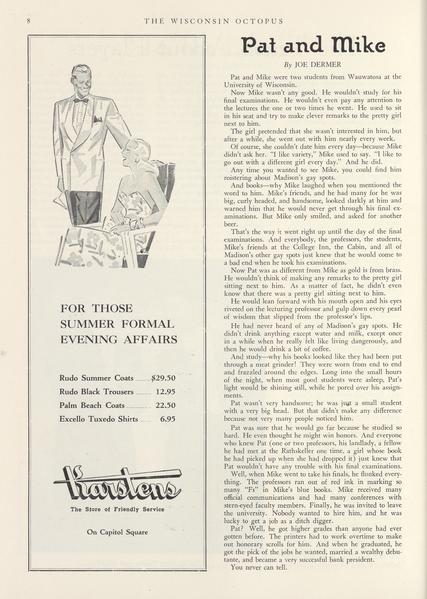 8
THE WISCONSIN OCTOPUS
FOR THOSE
SUMMER FORMAL
EVENING AFFAIRS
Rudo Summer Coats ...... $29.50
Rudo Black Trousers ...... 12.95
Palm Beach Coats ...... 22.50
Excello Tuxedo Shirts ...... 6.95
Karstens
The Store of Friendly Service
On Capitol Square
Pat and Mike
By JOE DERMER
Pat and Mike were two students from Wauwatosa at the
University of Wisconsin.
Now Mike wasn't any good. He wouldn't study for his
final examinations. He wouldn't even pay any attention to
the lectures the one or two times he went. He used to sit
in his seat and try to make clever remarks to the pretty girl
next to him.
The girl pretended that she wasn't interested in him, but
after a while, she went out with him nearly every week.
Of course, she couldn't date him every day—because Mike
didn't ask her. "I like variety," Mike used to say. "I like to
go out with a different girl every day." And he did.
Any time you wanted to see Mike, you could find him
roistering about Madison's gay spots.
And books—why Mike laughed when you mentioned the
word to him. Mike's friends, and he had many for he was
big, curly headed, and handsome, looked darkly at him and
warned him that he would never get through his final ex-
aminations. But Mike only smiled, and asked for another
beer.
That's the way it went right up until the day of the final
examinations. And everybody, the professors, the students,
Mike's friends at the College Inn, the Cabin, and all of
Madison's other gay spots just knew that he would come to
a bad end when he took his examinations.
Now Pat was as different from Mike as gold is from brass.
He wouldn't think of making any remarks to the pretty girl
sitting next to him. As a matter of fact, he didn't even
know that there was a pretty girl sitting next to him.
He would lean forward with his mouth open and his eyes
riveted on the lecturing professor and gulp down every pearl
of wisdom that slipped from the professor's lips.
He had never heard of any of Madison's gay spots. He
didn't drink anything except water and milk, except once
in a while when he really felt like living dangerously, and
then he would drink a bit of coffee.
And study—why his books looked like they had been put
through a meat grinder! They were worn from end to end
and frazzled around the edges. Long into the small hours
of the night, when most good students were asleep, Pat's
light would be shining still, while he pored over his assign-
ments.
Pat wasn't very handsome; he was just a small student
with a very big head. But that didn't make any difference
because not very many people noticed him.
Pat was sure that he would go far because he studied so
hard. He even thought he might win honors. And everyone
who knew Pat (one or two professors, his landlady, a fellow
he had met at the Rathskeller one time, a girl whose book
he had picked up when she had dropped it) just knew that
Pat wouldn't have any trouble with his final examinations.
Well, when Mike went to take his finals, he flunked every-
thing. The professors ran out of red ink in marking so
many "Fs" in Mike's blue books. Mike received many
official communications and had many conferences with
stern-eyed faculty members. Finally, he was invited to leave
the university. Nobody wanted to hire him, and he was
lucky to get a job as a ditch digger.
Pat? Well, he got higher grades than anyone had ever
gotten before. The printers had to work overtime to make
out honorary scrolls for him. And when he graduated, he
got the pick of the jobs he wanted, married a wealthy debu-
tante, and became a very successful bank president.
You never can tell.